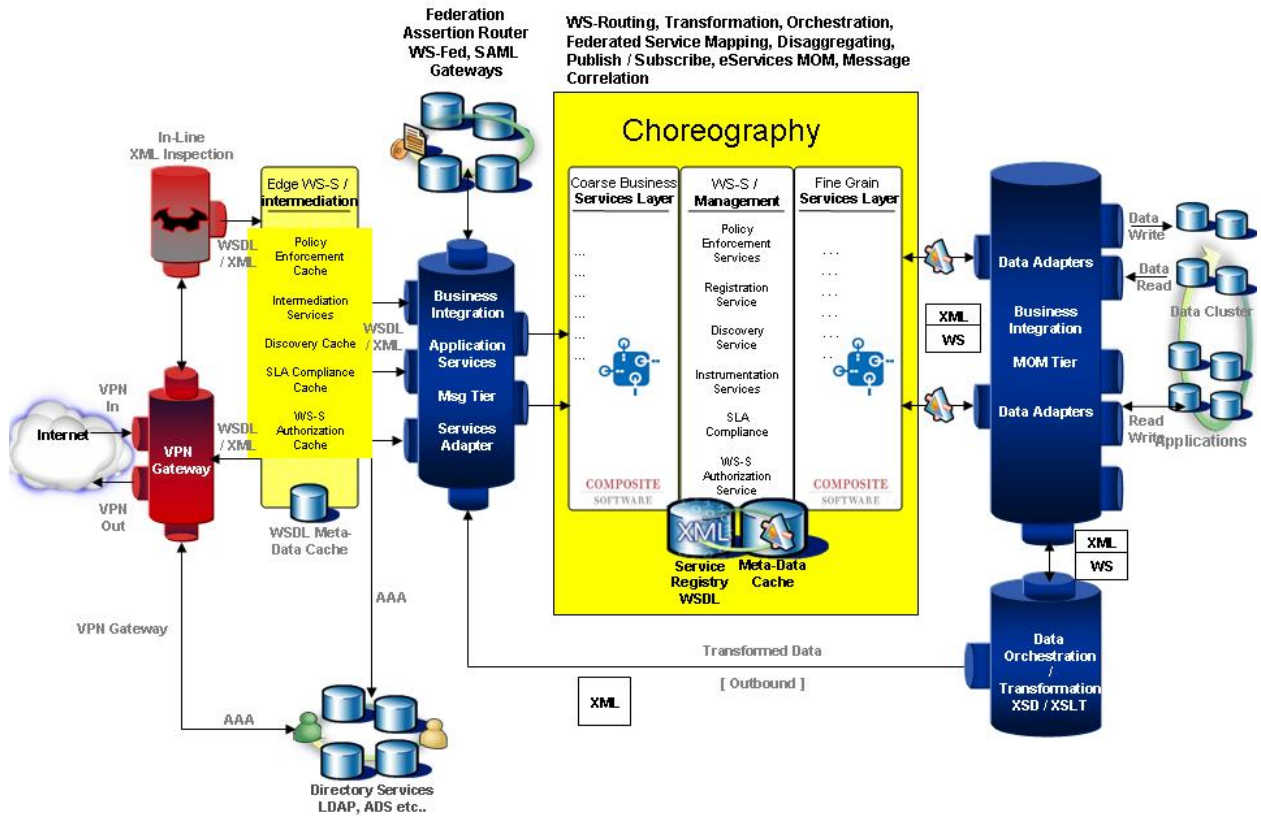 Federation
Assertion Router
WS-Fed, SAML
Gateways
WS-Routing, Transformation, Orchestration,
Federated Service Mapping, Disaggregating,
Publish / Subscribe, eServices MOM, Message
Correlation
In-Line
XML Inspection
Edge WS-S /
intermediation
Policy
Enforcement
Cache
Intermediation
Services
Discovery Cache
SLA Compliance
Cache
WS-S
Authorization
Cache
WSDL Meta-
Data Cache
WSDL
/ XML
WSDL
/ XML
WSDL
/ XML
VPN
In
Internet
VPN
Out
VPN
Gateway
Business
Integration
Application
Services
Msg Tier
Services
Adapter
Choreography
Coarse Business
Services Layer
...
...
...
...
...
...
COMPOSITE
SOFTWARE
WS-S /
Management
Policy
Enforcement
Services
Registration
Service
Discovery
Service
Instrumentation
Services
SLA
Compliance
WS-S
Authorization
Service
Fine Grain
Services Layer
...
...
...
...
...
...
COMPOSITE
SOFTWARE
XML
Service
Registry
WSDL
Meta-Data
Cache
XML
WS
Data Adapters
Business
Integration
MOM Tier
Data Adapters
Data
Write
Data
Read
Data Cluster
Read
Write
Applications
XML
WS
Data
Orchestration
/
Transformation
XSD / XSLT
Transformed Data
[ Outbound ]
XML
AAA
VPN Gateway
AAA
Directory Services
LDAP, ADS etc..